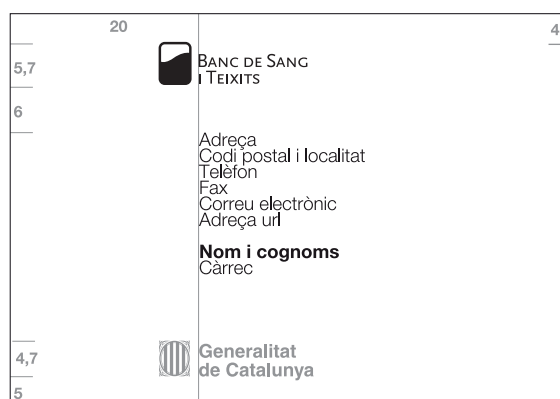 20
4
5,7
BANC DE SANG
I TEIXITS
6
Adreça
Codi postal i localitat
Telèfon
Fax
Correu electrònic
Adreça url
Nom i cognoms
Càrrec
4,7
Generalitat
de Catalunya
5